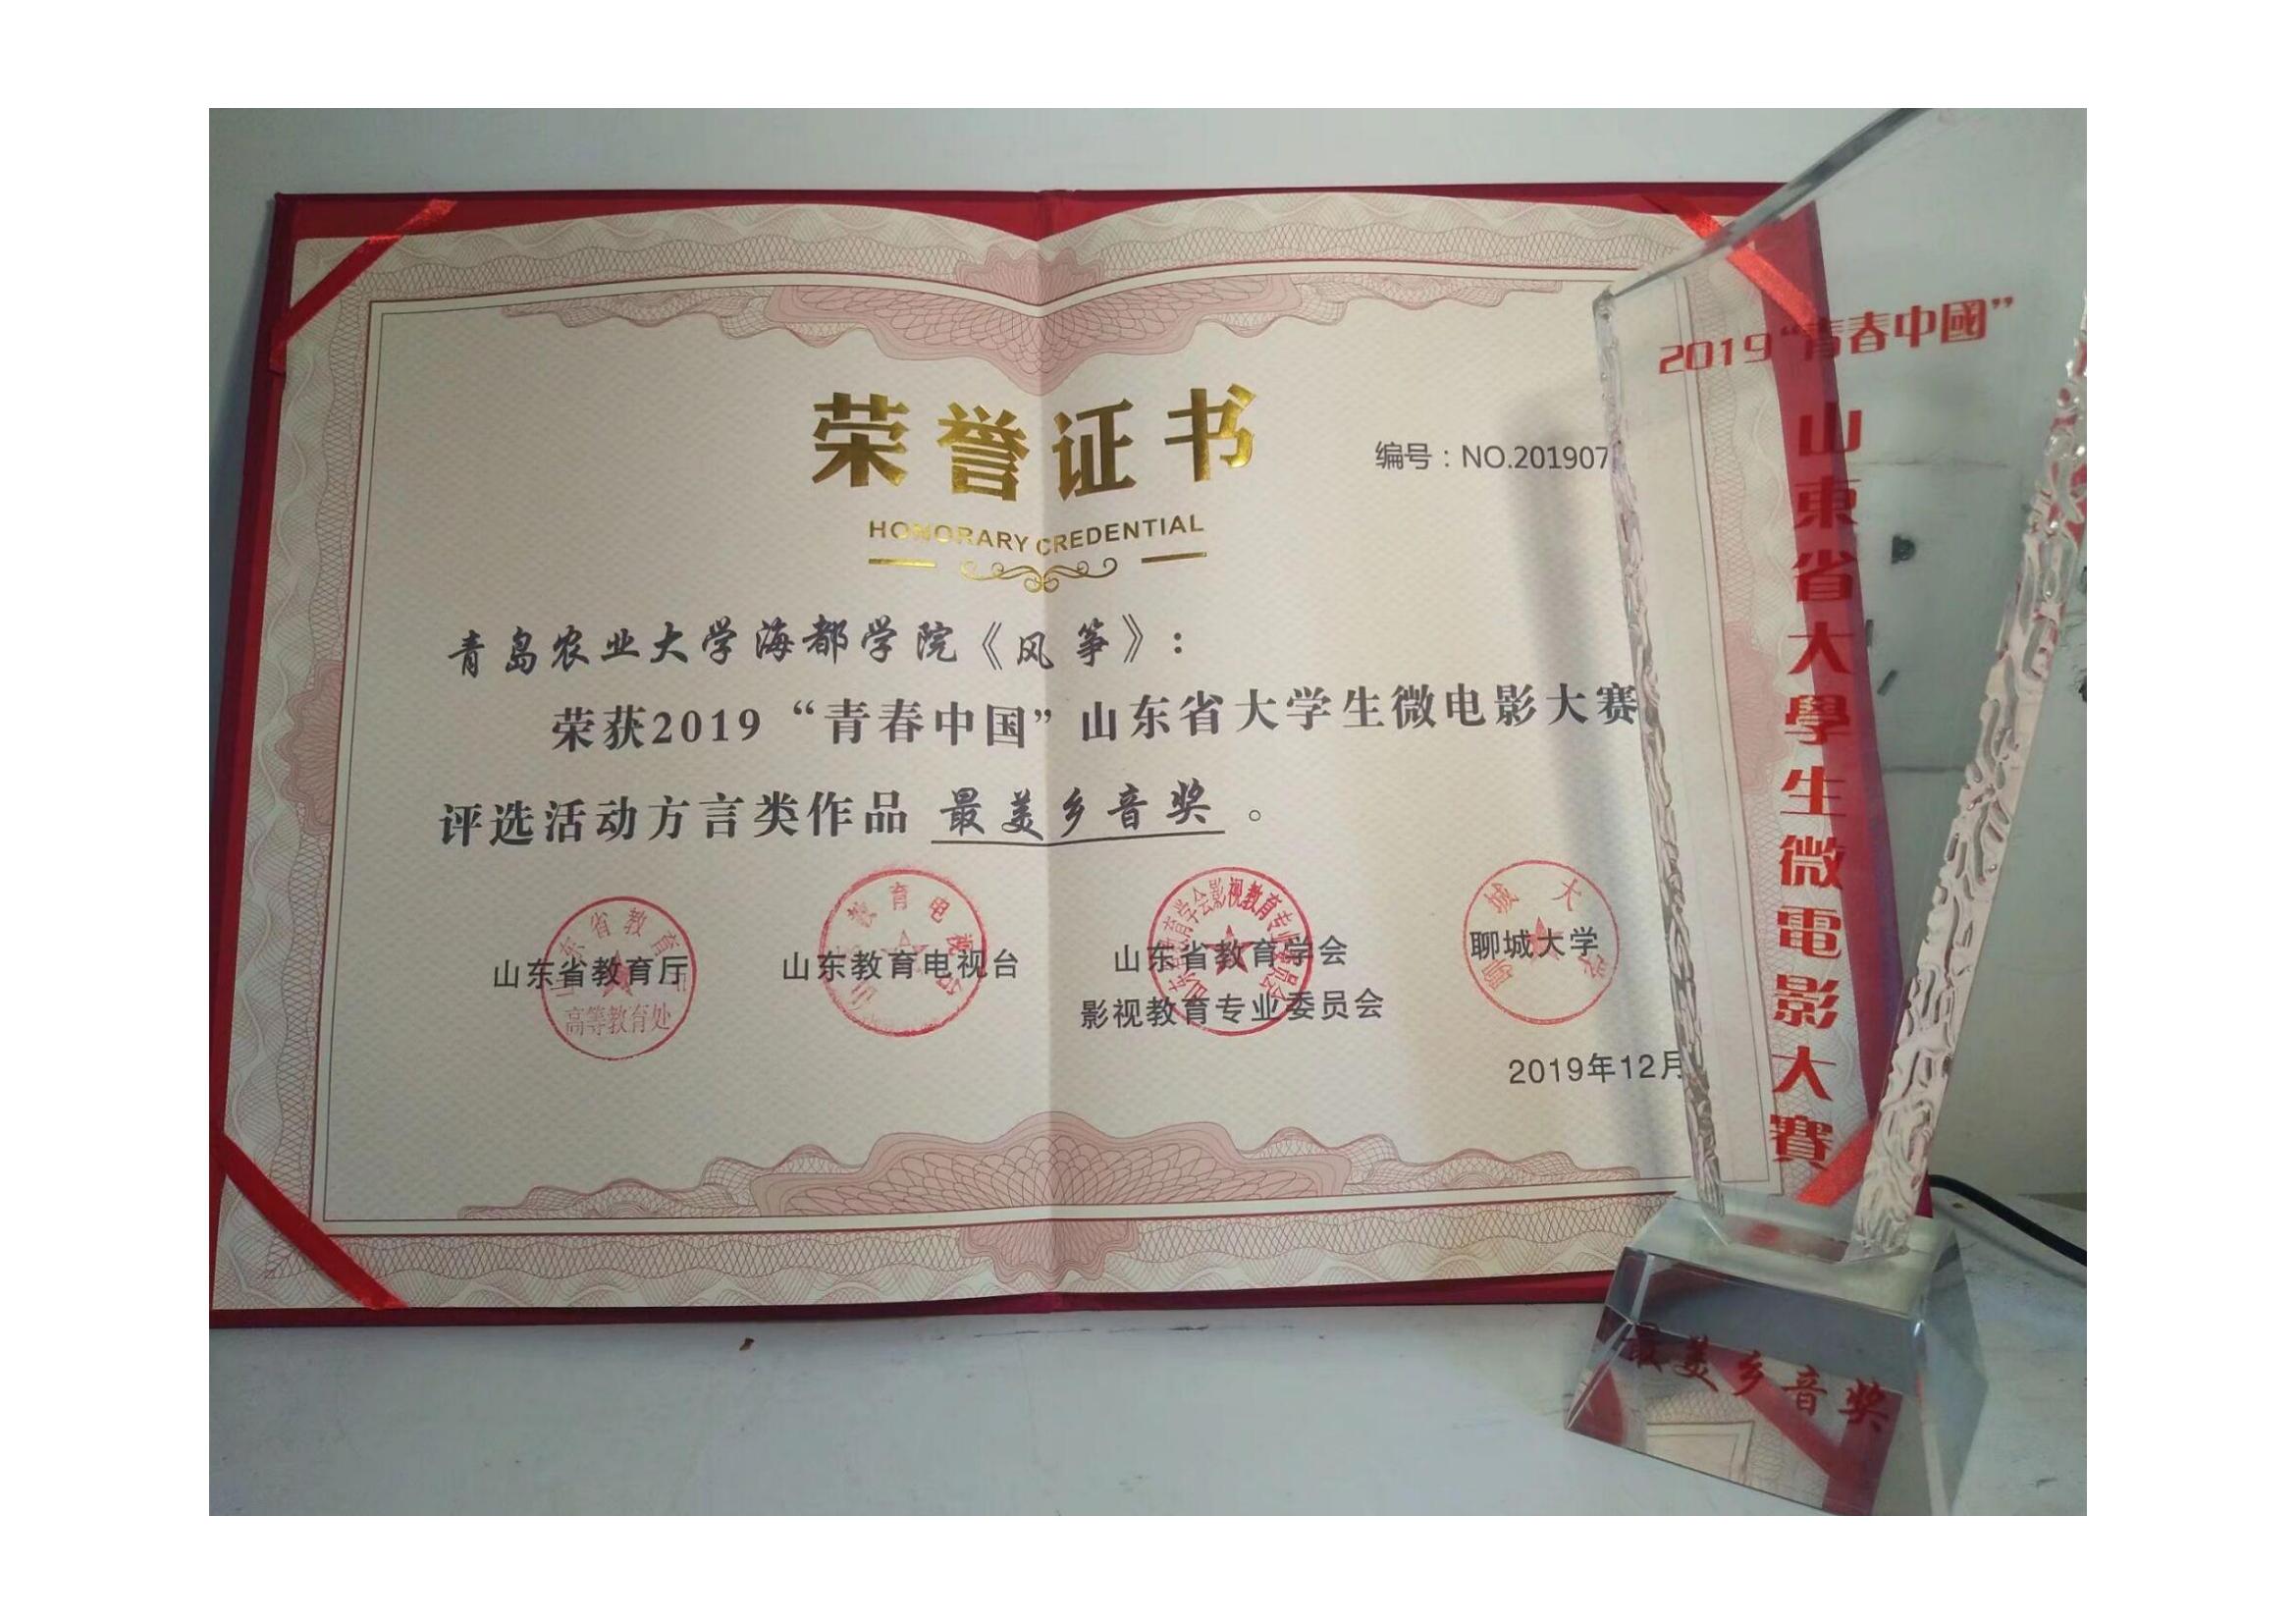 荣誉证书
编号：NO.201907
HONORARY CREDENTIAL
青岛农业大学海都学院《风筝》：
荣获2019“青春中国”山东省大学生微电影大赛
评选活动方言类作品 最美乡音奖 。
山东省教育厅
高等教育处
山东教育电视台
山东省教育学会
影视教育专业委员会
聊城大学
2019年12月
2019“青春中國”
山東省大學生微電影大賽
最美乡音奖